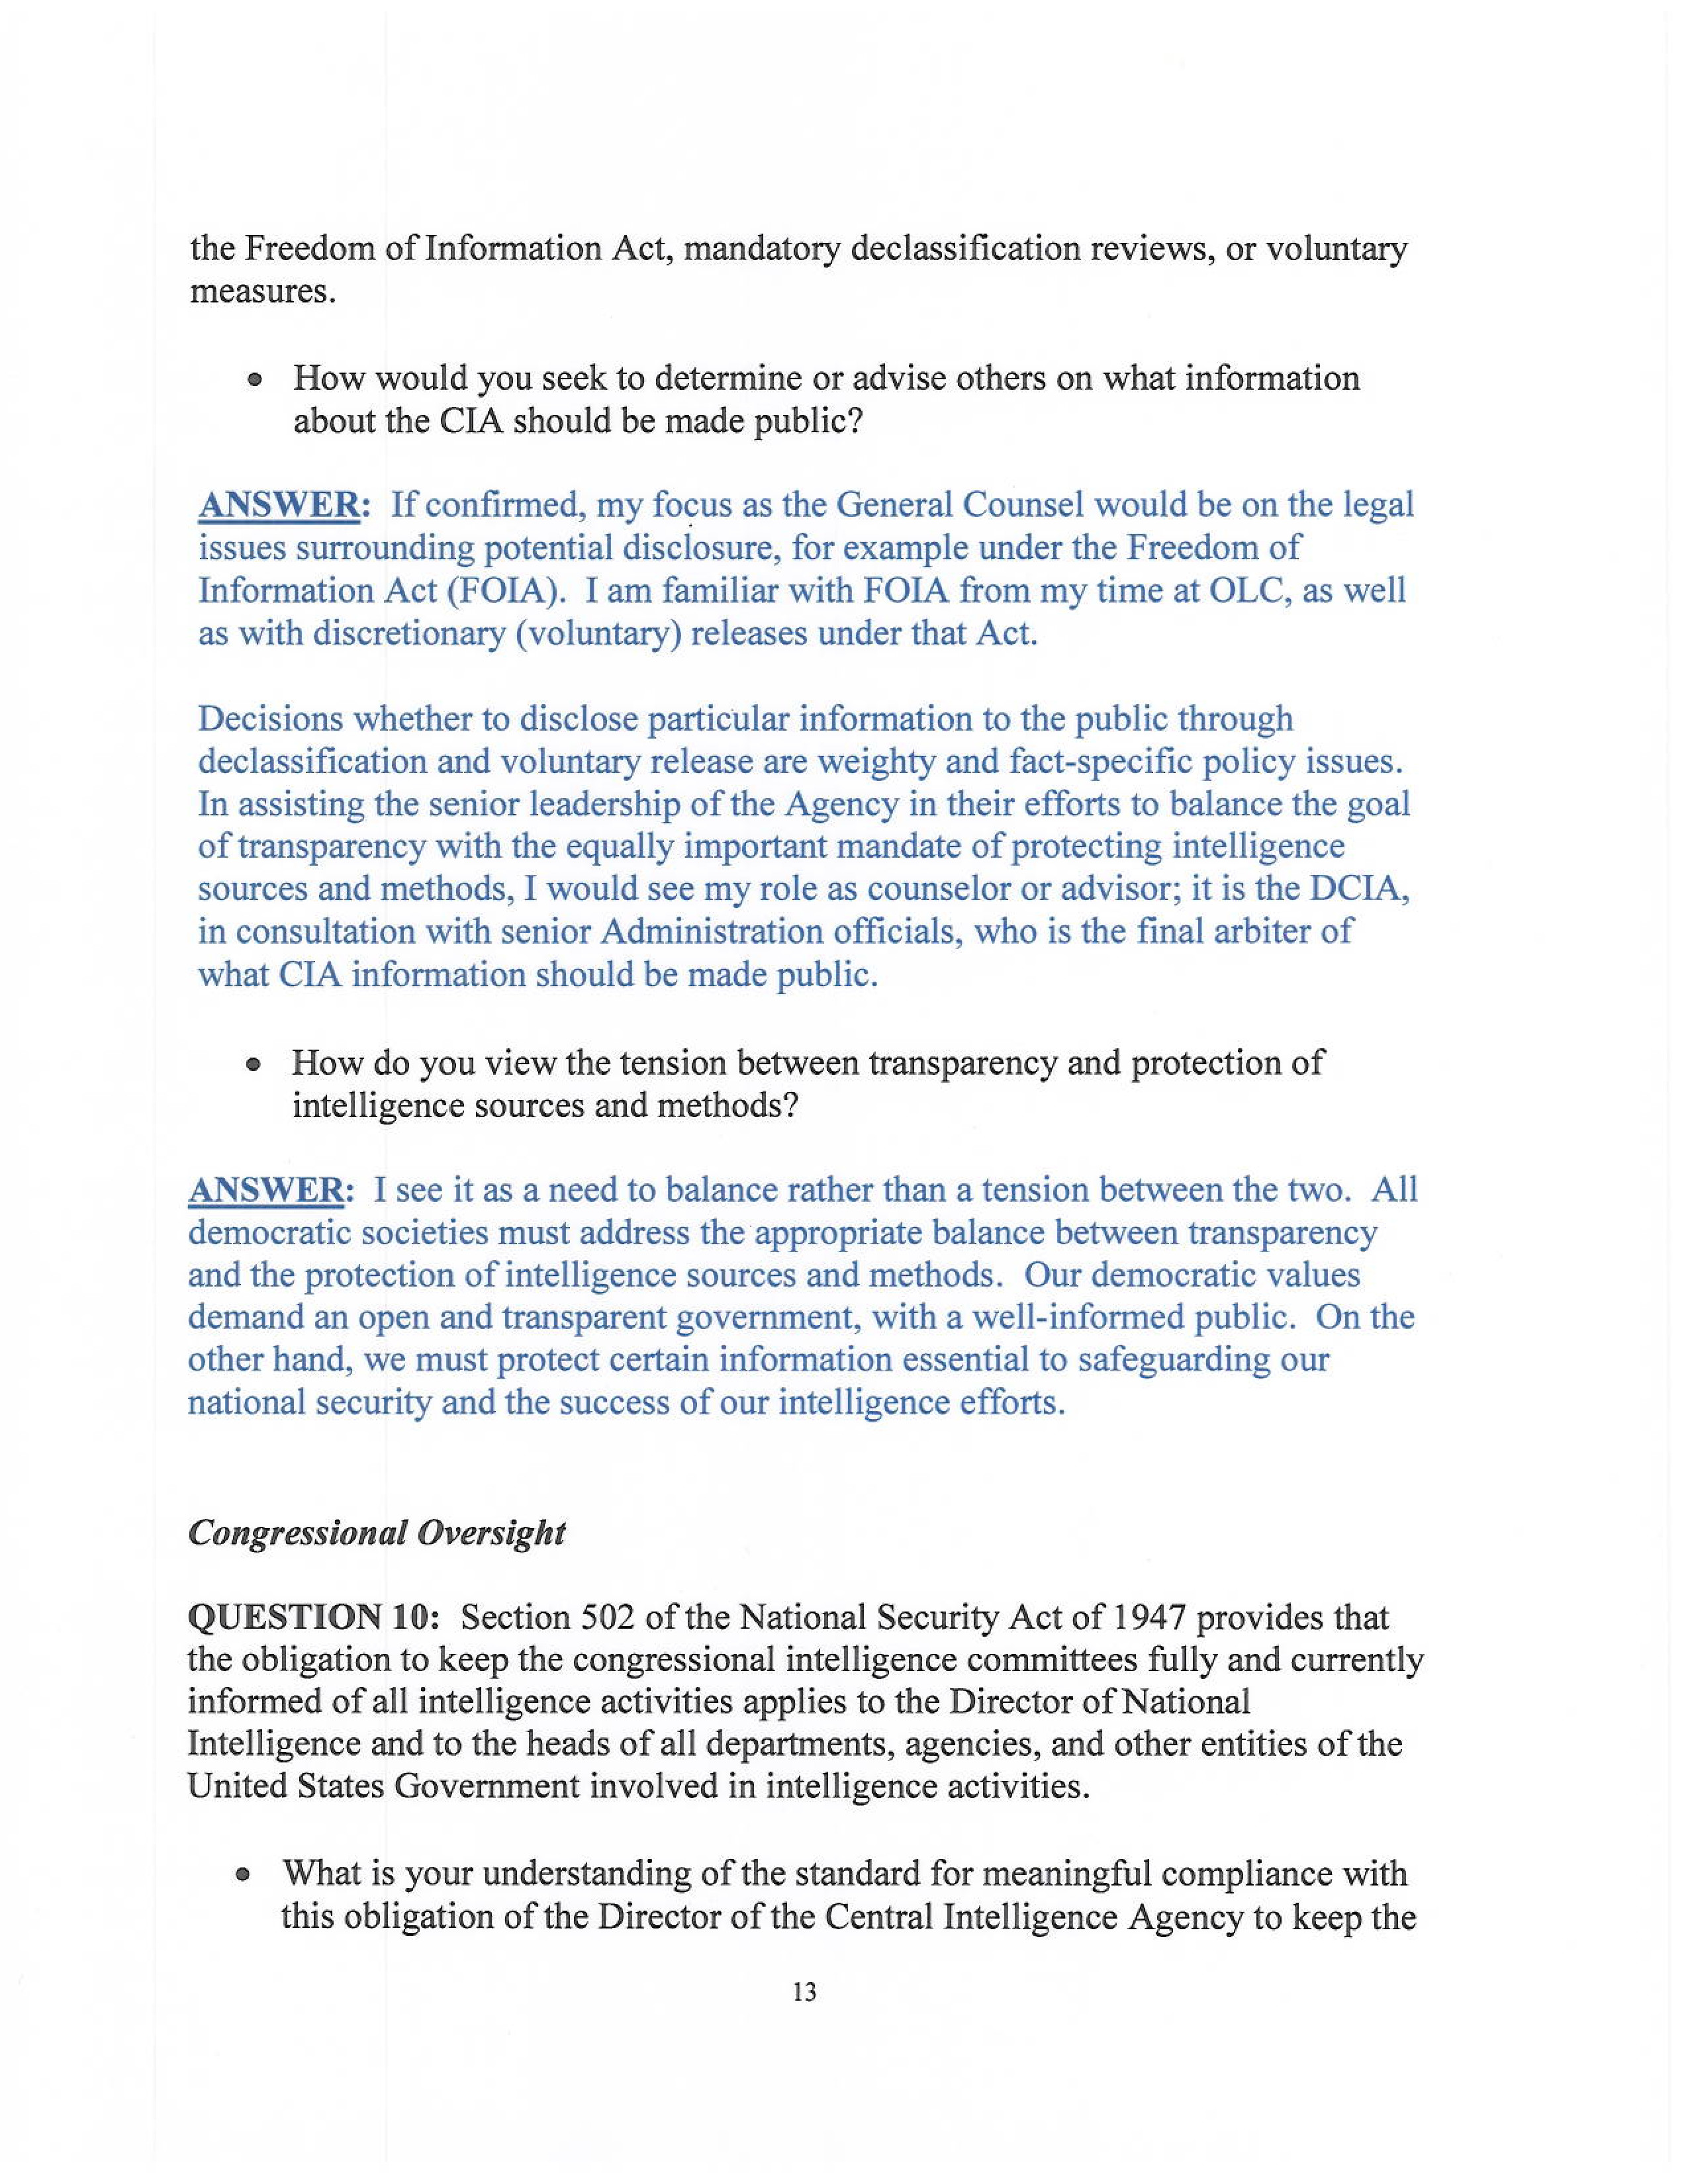 the Freedom of Information Act, mandatory declassification reviews, or voluntary
measures.
• How would you seek to determine or advise others on what information
about the CIA should be made public?
ANSWER: If confirmed, my focus as the General Counsel would be on the legal
issues surrounding potential disclosure, for example under the Freedom of
Information Act (FOIA). I am familiar with FOIA from my time at OLC, as well
as with discretionary (voluntary) releases under that Act.
Decisions whether to disclose particular information to the public through
declassification and voluntary release are weighty and fact-specific policy issues.
In assisting the senior leadership of the Agency in their efforts to balance the goal
of transparency with the equally important mandate of protecting intelligence
sources and methods, I would see my role as counselor or advisor; it is the DCIA,
in consultation with senior Administration officials, who is the final arbiter of
what CIA information should be made public.
• How do you view the tension between transparency and protection of
intelligence sources and methods?
ANSWER: I see it as a need to balance rather than a tension between the two. All
democratic societies must address the appropriate balance between transparency
and the protection of intelligence sources and methods. Our democratic values
demand an open and transparent government, with a well-informed public. On the
other hand, we must protect certain information essential to safeguarding our
national security and the success of our intelligence efforts.
Congressional Oversight
QUESTION 10: Section 502 of the National Security Act of 1947 provides that
the obligation to keep the congressional intelligence committees fully and currently
informed of all intelligence activities applies to the Director of National
Intelligence and to the heads of all departments, agencies, and other entities of the
United States Government involved in intelligence activities.
• What is your understanding of the standard for meaningful compliance with
this obligation of the Director of the Central Intelligence Agency to keep the
13